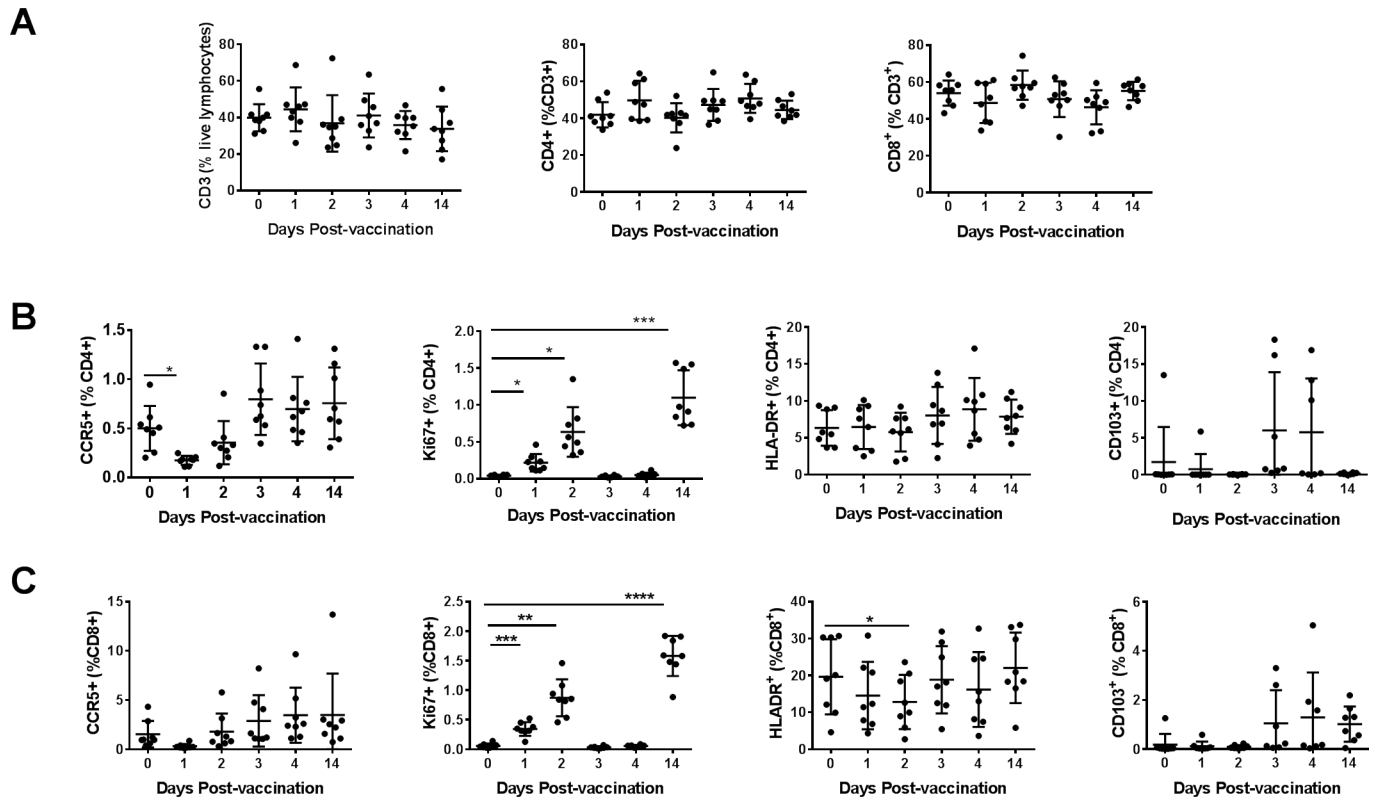 A
CD3 (% live lymphocytes)
80
60
40
20
0
0 1 2 3 4 14
Days Post-vaccination
CD4+ (%CD3+)
80
60
40
20
0
0 1 2 3 4 14
Days Post-vaccination
CD8+ (% CD3+)
80
60
40
20
0
0 1 2 3 4 14
Days Post-vaccination
B
CCR5+ (% CD4+)
1.5
1.0
0.5
0.0
*
0 1 2 3 4 14
Days Post-vaccination
Ki67+ (% CD4+)
2.0
1.5
1.0
0.5
0.0
***
*
*
0 1 2 3 4 14
Days Post-vaccination
HLA-DR+ (% CD4+)
20
15
10
5
0
0 1 2 3 4 14
Days Post-vaccination
CD103+ (% CD4)
20
15
10
5
0
0 1 2 3 4 14
Days Post-vaccination
C
CCR5+ (%CD8+)
15
10
5
0
0 1 2 3 4 14
Days Post-vaccination
Ki67+ (%CD8+)
2.5
2.0
1.5
1.0
0.5
0.0
****
**
***
0 1 2 3 4 14
Days Post-vaccination
HLADR+ (%CD8+)
40
30
20
10
0
*
0 1 2 3 4 14
Days Post-vaccination
CD103+ (% CD8+)
6
4
2
0
0 1 2 3 4 14
Days Post-vaccination